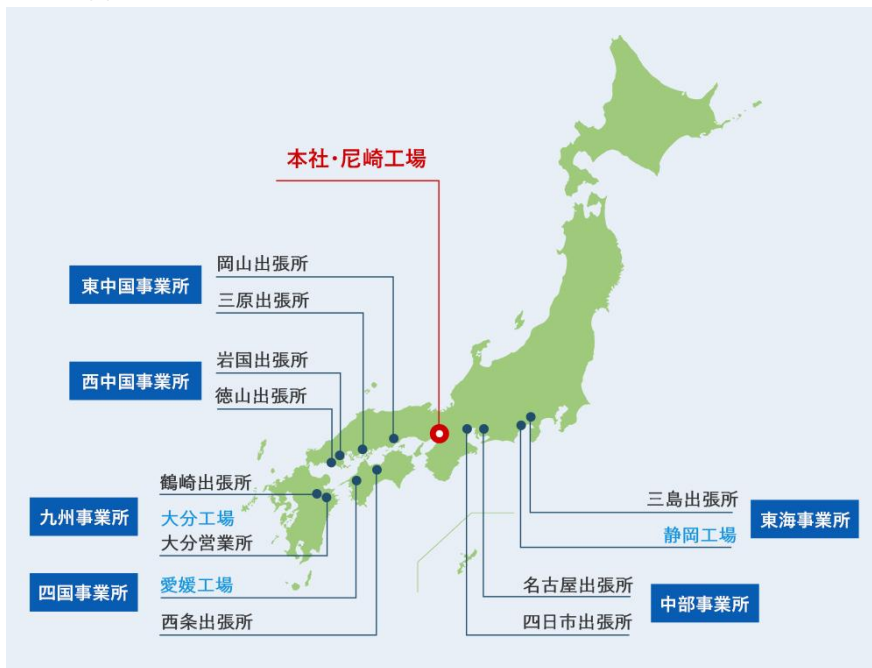 本社・尼崎工場
東中国事業所
岡山出張所
三原出張所
西中国事業所
岩国出張所
徳山出張所
九州事業所
鶴崎出張所
大分工場
大分営業所
四国事業所
愛媛工場
西条出張所
三島出張所
静岡工場
東海事業所
名古屋出張所
四日市出張所
中部事業所